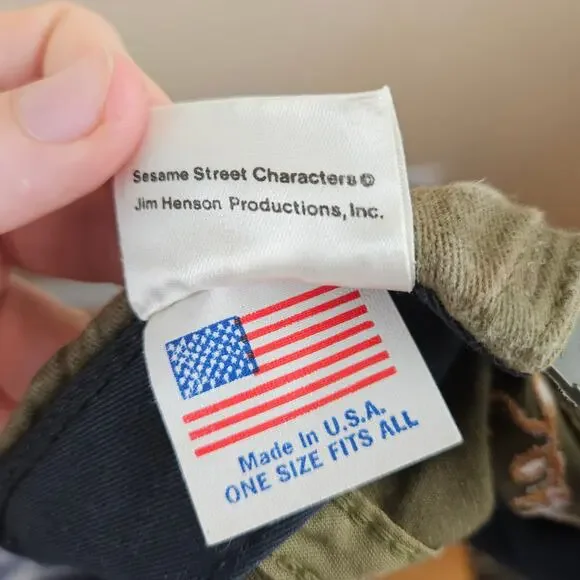 Sesame Street Characters ©
Jim Henson Productions, Inc.
Made In U.S.A.
ONE SIZE FITS ALL